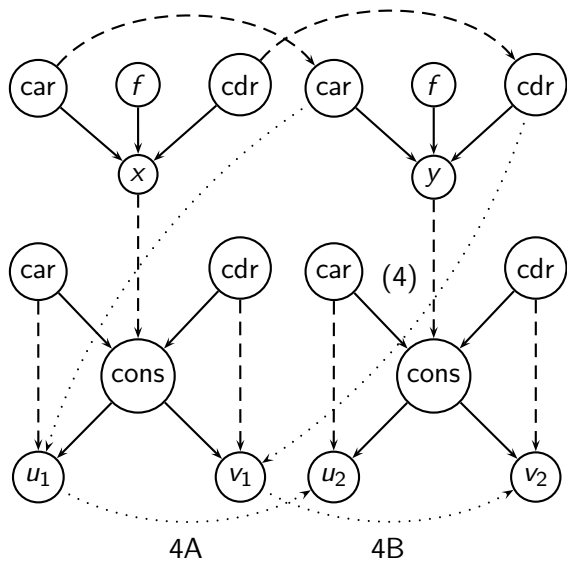 car f cdr car f cdr
x y
car cdr car (4) cdr
cons cons
u₁ v₁ u₂ v₂
4A 4B